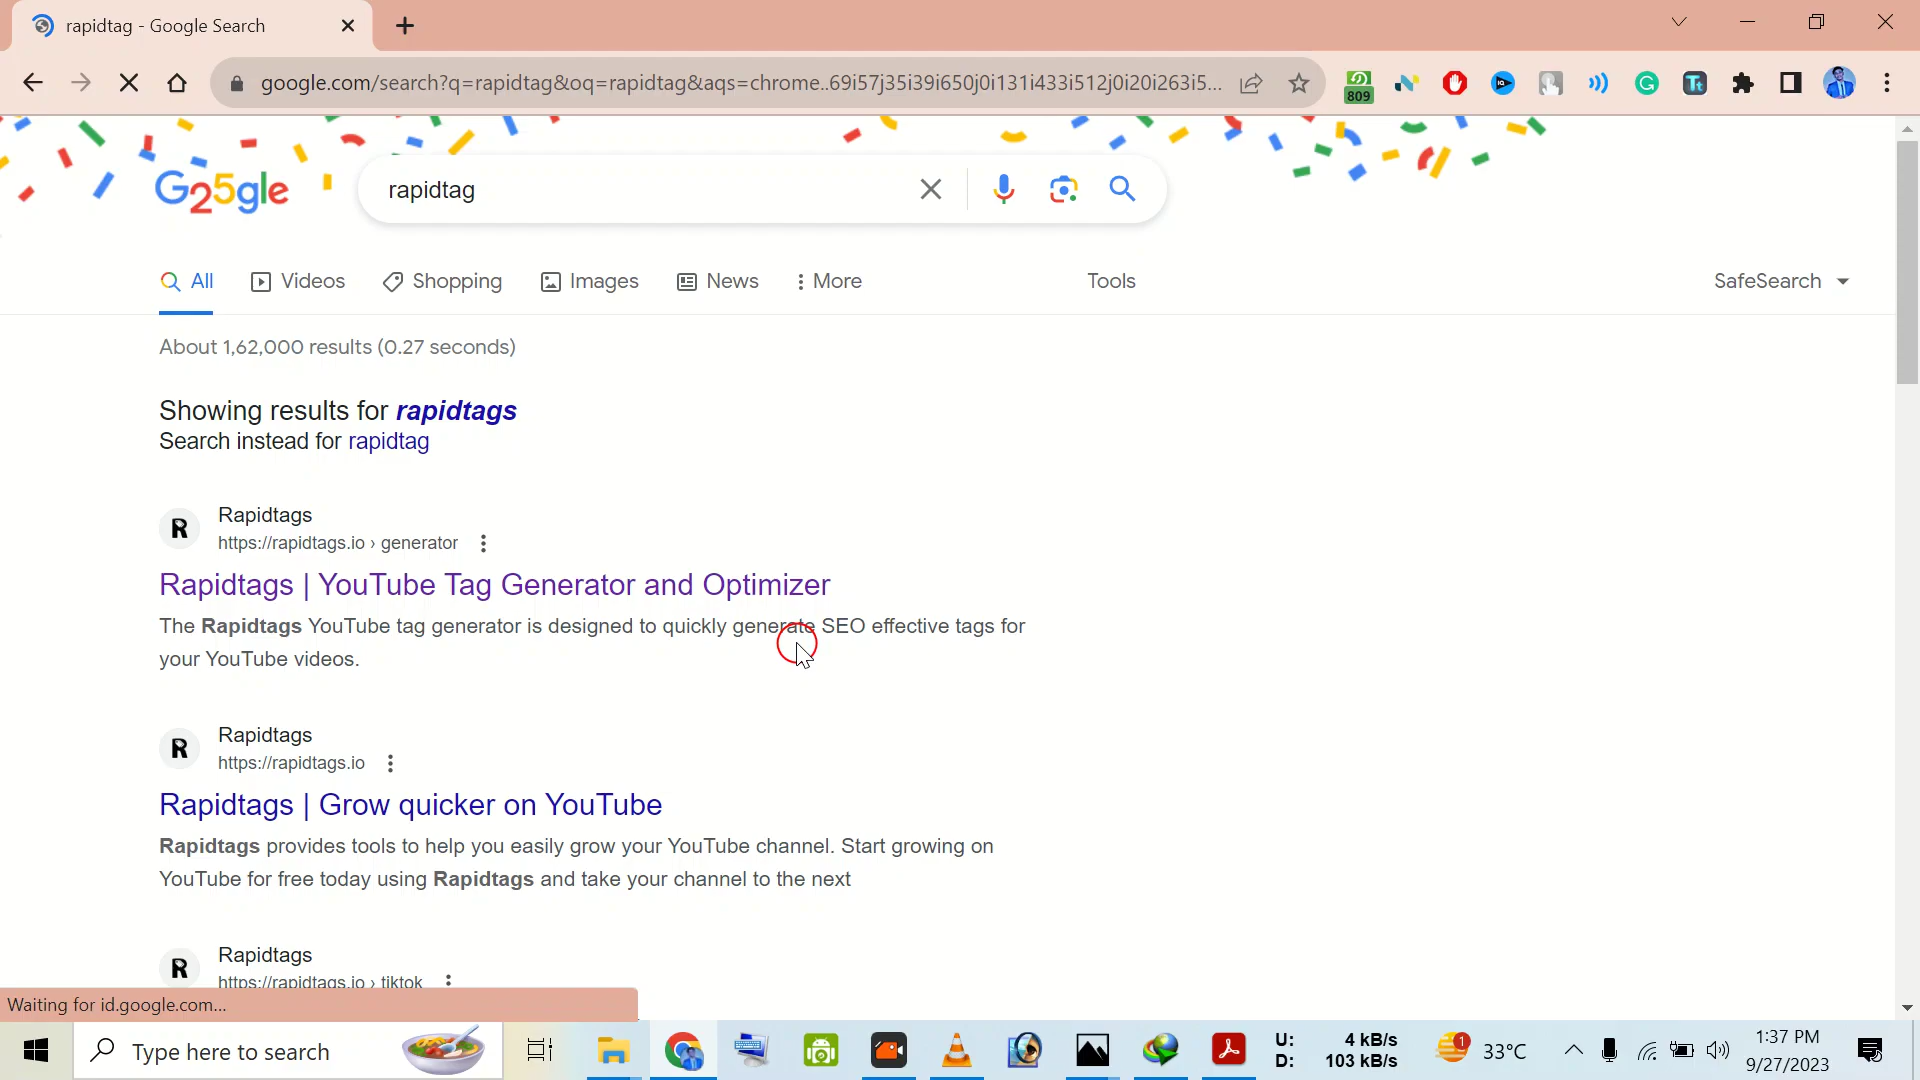 rapidtag - Google Search
google.com/search?q=rapidtag&oq=rapidtag&aqs=chrome..69i57j35i39i650j0i131i433i512j0i20i263i5...
809
G25gle
rapidtag
All
Videos
Shopping
Images
News
More
Tools
SafeSearch
About 1,62,000 results (0.27 seconds)
Showing results for rapidtags
Search instead for rapidtag
R
Rapidtags
https://rapidtags.io › generator
Rapidtags | YouTube Tag Generator and Optimizer
The Rapidtags YouTube tag generator is designed to quickly generate SEO effective tags for
your YouTube videos.
R
Rapidtags
https://rapidtags.io
Rapidtags | Grow quicker on YouTube
Rapidtags provides tools to help you easily grow your YouTube channel. Start growing on
YouTube for free today using Rapidtags and take your channel to the next
R
Rapidtags
https://rapidtags.io › tiktok
Waiting for id.google.com...
Type here to search
U: 4 kB/s
D: 103 kB/s
1
33°C
1:37 PM
9/27/2023